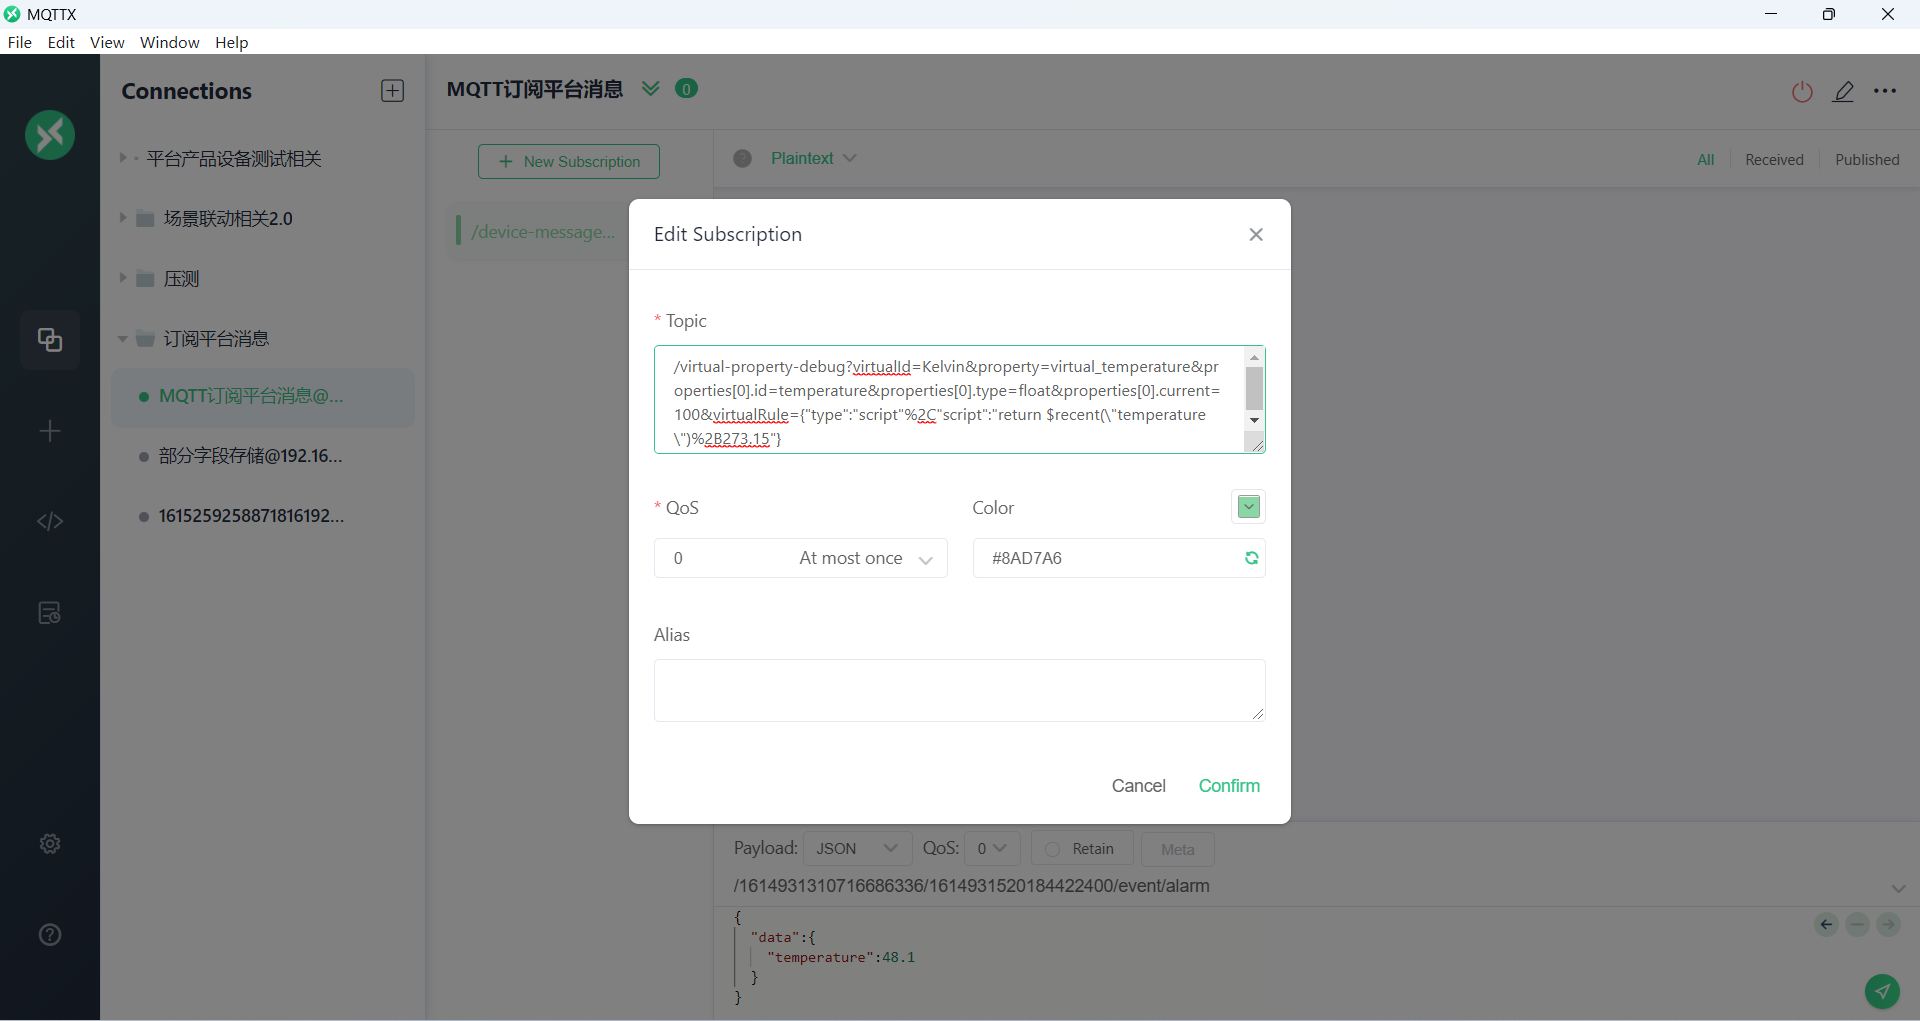 MQTTX
File Edit View Window Help
Connections
平台产品设备测试相关
场景联动相关2.0
压测
订阅平台消息
MQTT订阅平台消息@...
部分字段存储@192.16...
1615259258871816192...
MQTT订阅平台消息 0
New Subscription
/device-message...
Plaintext
All Received Published
Edit Subscription
* Topic
/virtual-property-debug?virtualId=Kelvin&property=virtual_temperature&pr
operties[0].id=temperature&properties[0].type=float&properties[0].current=
100&virtualRule={"type":"script"%2C"script":"return $recent(\"temperature
\")%2B273.15"}
* QoS
Color
0 At most once
#8AD7A6
Alias
Cancel Confirm
Payload: JSON QoS: 0 Retain Meta
/1614931310716686336/1614931520184422400/event/alarm
{
"data":{
"temperature":48.1
}
}